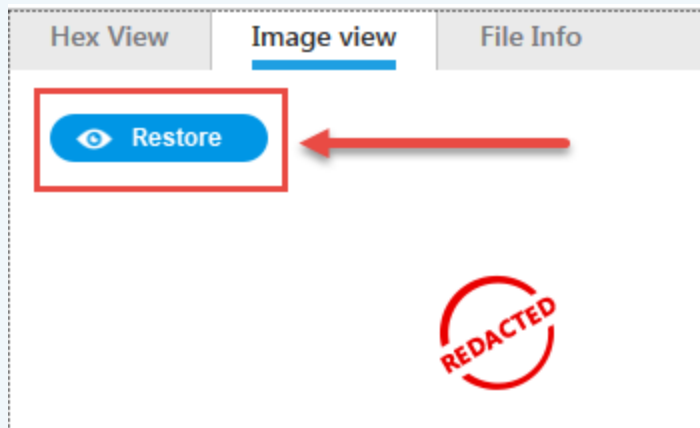 Hex View
Image view
File Info
Restore
REDACTED